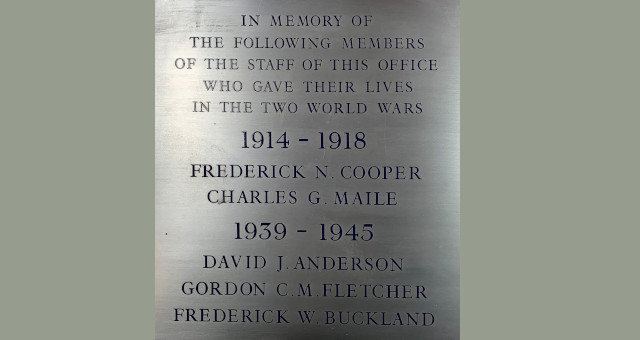 IN MEMORY OF
THE FOLLOWING MEMBERS
OF THE STAFF OF THIS OFFICE
WHO GAVE THEIR LIVES
IN THE TWO WORLD WARS
1914 - 1918
FREDERICK N. COOPER
CHARLES G. MAILE
1939 - 1945
DAVID J. ANDERSON
GORDON C.M. FLETCHER
FREDERICK W. BUCKLAND